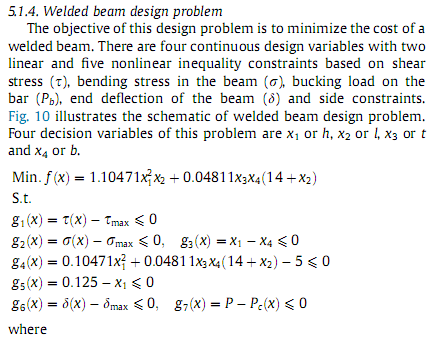 5.1.4. Welded beam design problem
The objective of this design problem is to minimize the cost of a
welded beam. There are four continuous design variables with two
linear and five nonlinear inequality constraints based on shear
stress (τ), bending stress in the beam (σ), bucking load on the
bar (P_b), end deflection of the beam (δ) and side constraints.
Fig. 10 illustrates the schematic of welded beam design problem.
Four decision variables of this problem are x₁ or h, x₂ or l, x₃ or t
and x₄ or b.
Min. f(x) = 1.10471x₁²x₂ + 0.04811x₃x₄(14 + x₂)
S.t.
g₁(x) = τ(x) − τ_max ⩽ 0
g₂(x) = σ(x) − σ_max ⩽ 0, g₃(x) = x₁ − x₄ ⩽ 0
g₄(x) = 0.10471x₁² + 0.04811x₃x₄(14 + x₂) − 5 ⩽ 0
g₅(x) = 0.125 − x₁ ⩽ 0
g₆(x) = δ(x) − δ_max ⩽ 0, g₇(x) = P − P_c(x) ⩽ 0
where